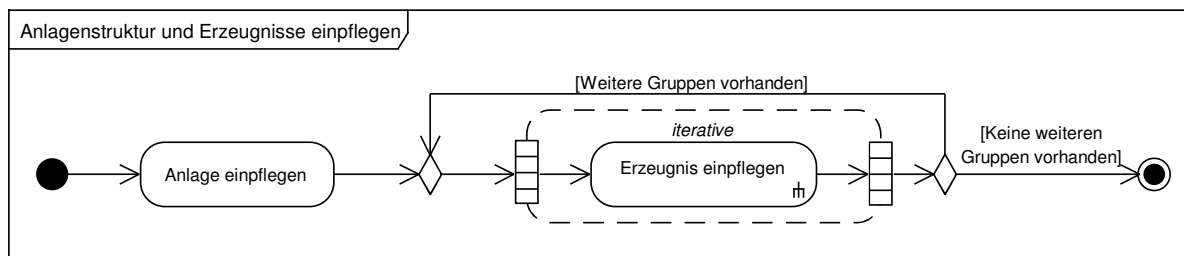 Anlagenstruktur und Erzeugnisse einpflegen
[Weitere Gruppen vorhanden]
iterative
[Keine weiteren
Gruppen vorhanden]
Anlage einpflegen
Erzeugnis einpflegen